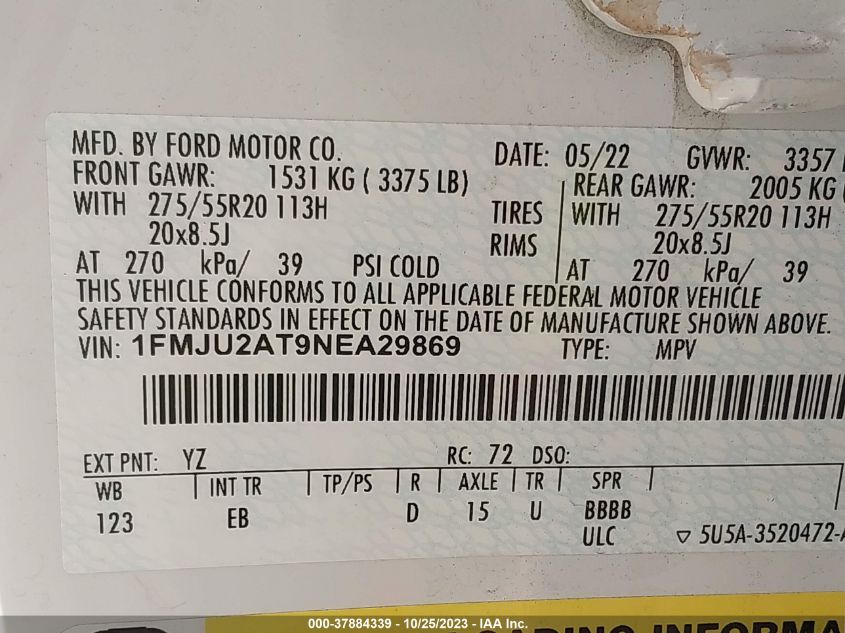 MFD. BY FORD MOTOR CO. DATE: 05/22 GVWR: 3357
FRONT GAWR: 1531 KG ( 3375 LB) REAR GAWR: 2005 KG (
WITH 275/55R20 113H TIRES WITH 275/55R20 113H
20x8.5J RIMS 20x8.5J
AT 270 kPa/ 39 PSI COLD AT 270 kPa/ 39
THIS VEHICLE CONFORMS TO ALL APPLICABLE FEDERAL MOTOR VEHICLE
SAFETY STANDARDS IN EFFECT ON THE DATE OF MANUFACTURE SHOWN ABOVE.
VIN: 1FMJU2AT9NEA29869 TYPE: MPV
EXT PNT: YZ RC: 72 DSO:
WB INT TR TP/PS R AXLE TR SPR
123 EB D 15 U BBBB
ULC ▽ 5U5A-3520472-
000-37884339 - 10/25/2023 - IAA Inc.